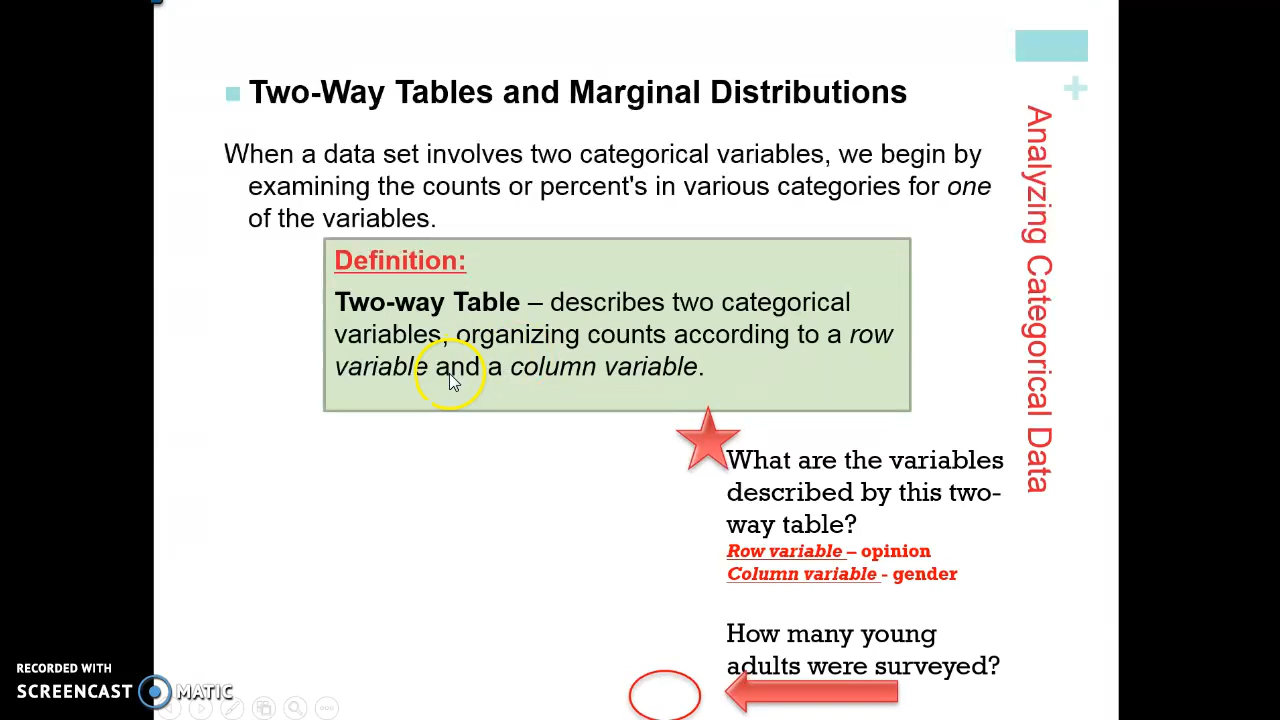 Two-Way Tables and Marginal Distributions
When a data set involves two categorical variables, we begin by
examining the counts or percent's in various categories for one
of the variables.
Definition:
Two-way Table – describes two categorical
variables, organizing counts according to a row
variable and a column variable.
What are the variables
described by this two-
way table?
Row variable – opinion
Column variable - gender
How many young
adults were surveyed?
Analyzing Categorical Data
RECORDED WITH
SCREENCAST MATIC